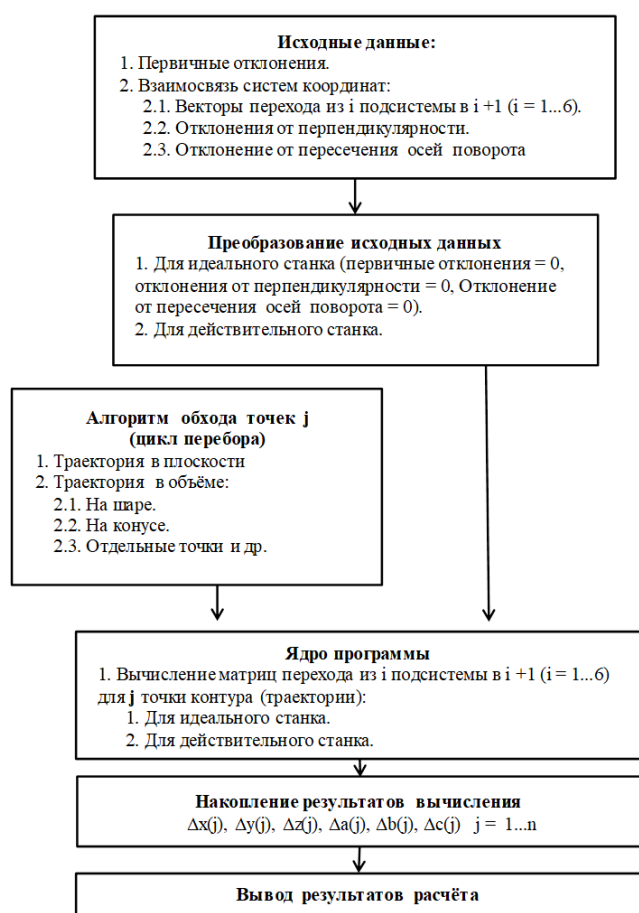 Исходные данные:
1. Первичные отклонения.
2. Взаимосвязь систем координат:
2.1. Векторы перехода из i подсистемы в i +1 (i = 1...6).
2.2. Отклонения от перпендикулярности.
2.3. Отклонение от пересечения осей поворота
Преобразование исходных данных
1. Для идеального станка (первичные отклонения = 0,
отклонения от перпендикулярности = 0, Отклонение
от пересечения осей поворота = 0).
2. Для действительного станка.
Алгоритм обхода точек j
(цикл перебора)
1. Траектория в плоскости
2. Траектория в объёме:
2.1. На шаре.
2.2. На конусе.
2.3. Отдельные точки и др.
Ядро программы
1. Вычисление матриц перехода из i подсистемы в i +1 (i = 1...6)
для j точки контура (траектории):
1. Для идеального станка.
2. Для действительного станка.
Накопление результатов вычисления
Δx(j), Δy(j), Δz(j), Δa(j), Δb(j), Δc(j) j = 1...n
Вывод результатов расчёта